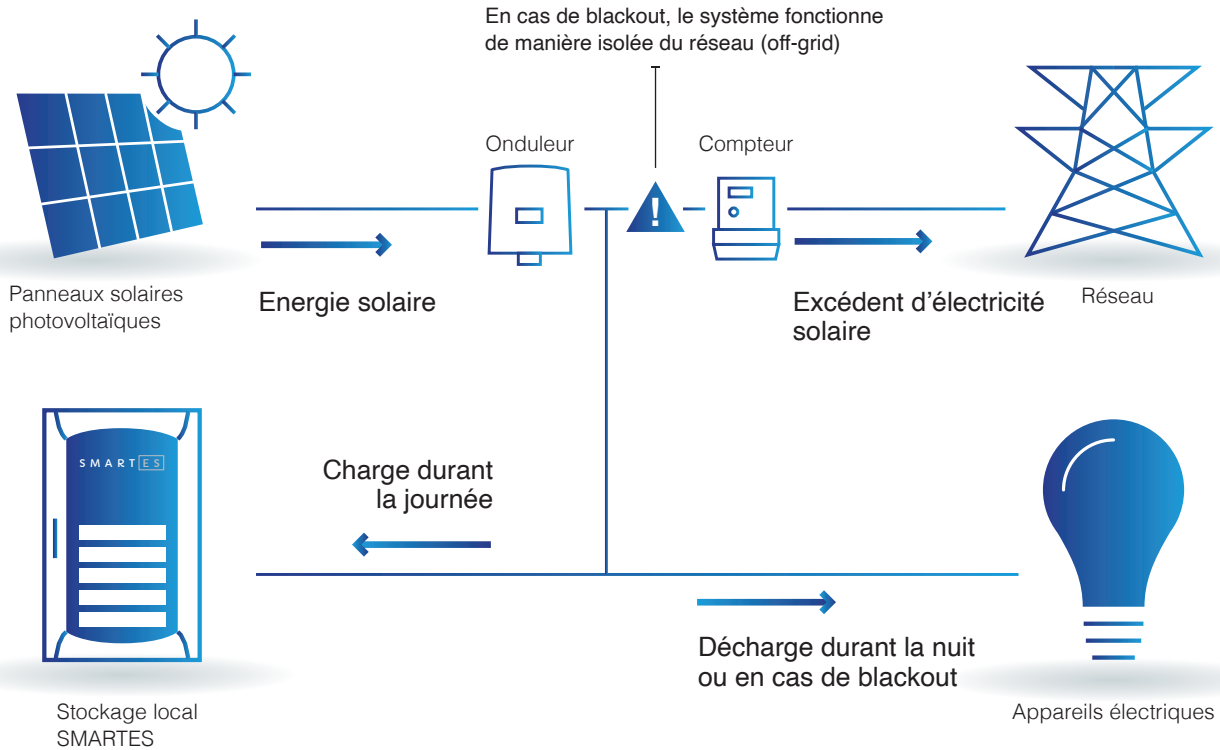 En cas de blackout, le système fonctionne
de manière isolée du réseau (off-grid)
Onduleur
Compteur
!
Panneaux solaires
photovoltaïques
Energie solaire
Excédent d’électricité
solaire
Réseau
SMARTES
Charge durant
la journée
Décharge durant la nuit
ou en cas de blackout
Stockage local
SMARTES
Appareils électriques